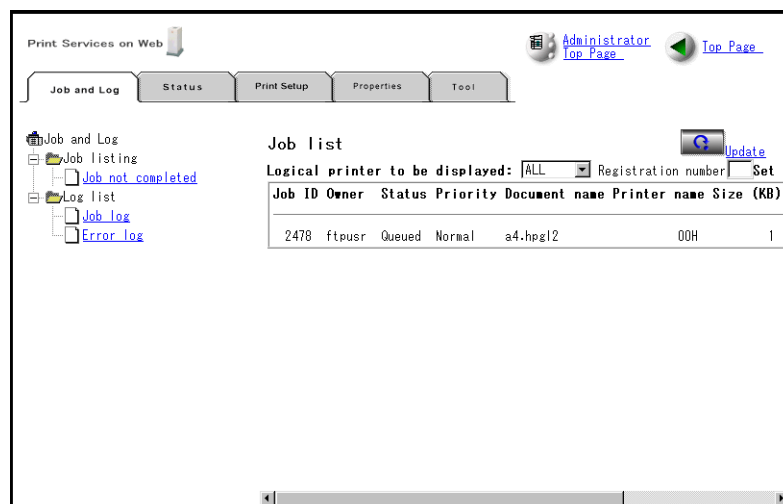 Print Services on Web
Administrator
Top Page
Top Page
Job and Log
Status
Print Setup
Properties
Tool
Job and Log
Job listing
Job not completed
Log list
Job log
Error log
Job list
Update
Logical printer to be displayed: ALL Registration number Set
Job ID Owner Status Priority Document name Printer name Size (KB)
2478 ftpusr Queued Normal a4.hpgl2 00H 1